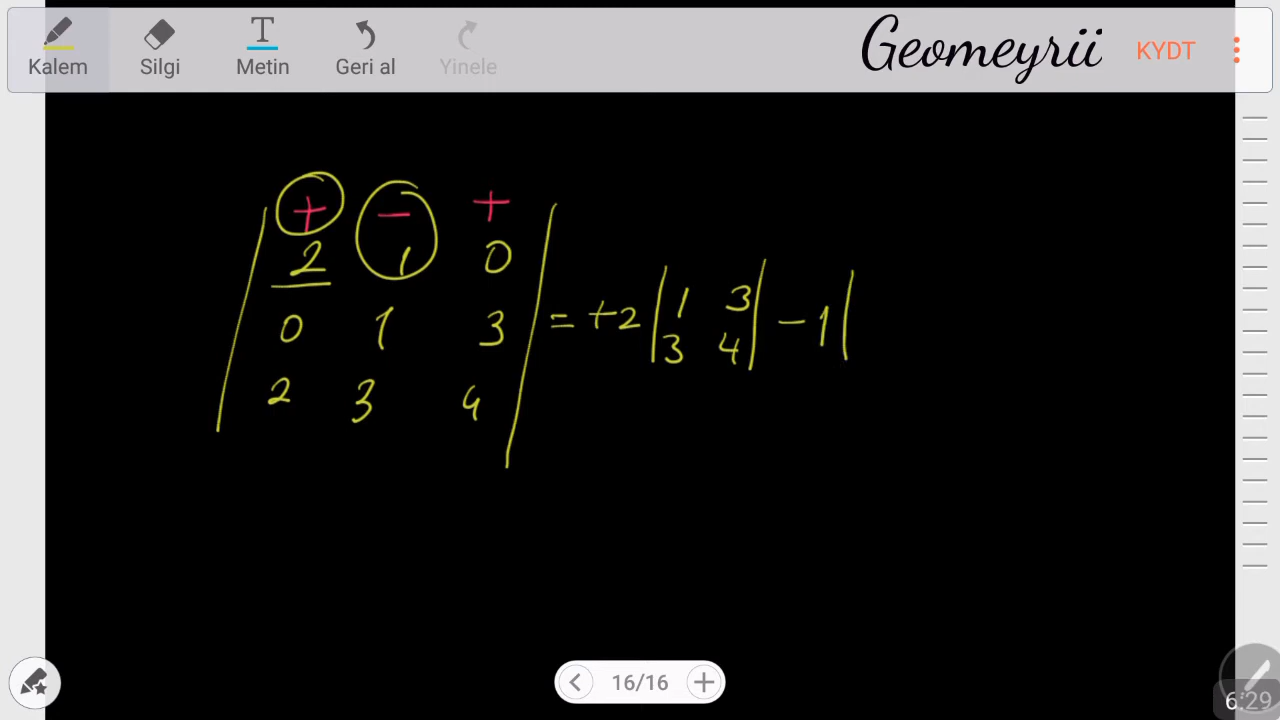 Kalem Silgi Metin Geri al Yinele Geomeyrii KYDT
+ − +
2 1 0
0 1 3 = +2 | 1 3 | − 1 |
3 4
2 3 4
16/16
6:29